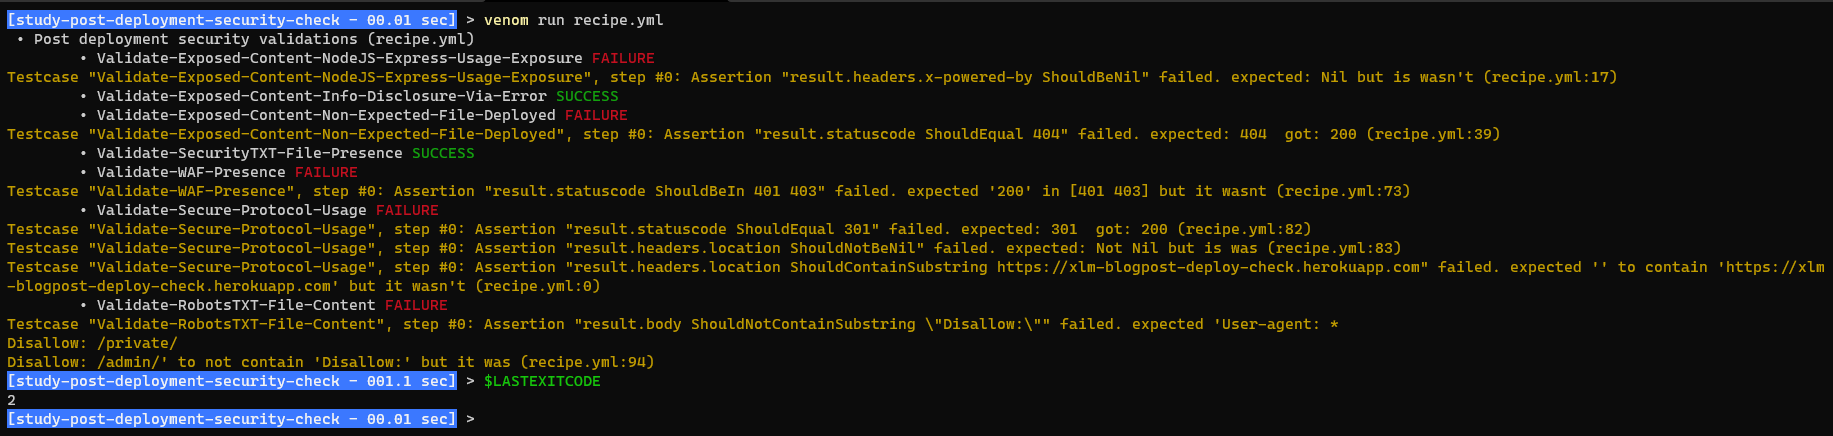 [study-post-deployment-security-check - 00.01 sec] > venom run recipe.yml
• Post deployment security validations (recipe.yml)
• Validate-Exposed-Content-NodeJS-Express-Usage-Exposure FAILURE
Testcase "Validate-Exposed-Content-NodeJS-Express-Usage-Exposure", step #0: Assertion "result.headers.x-powered-by ShouldBeNil" failed. expected: Nil but is wasn't (recipe.yml:17)
• Validate-Exposed-Content-Info-Disclosure-Via-Error SUCCESS
• Validate-Exposed-Content-Non-Expected-File-Deployed FAILURE
Testcase "Validate-Exposed-Content-Non-Expected-File-Deployed", step #0: Assertion "result.statuscode ShouldEqual 404" failed. expected: 404  got: 200 (recipe.yml:39)
• Validate-SecurityTXT-File-Presence SUCCESS
• Validate-WAF-Presence FAILURE
Testcase "Validate-WAF-Presence", step #0: Assertion "result.statuscode ShouldBeIn 401 403" failed. expected '200' in [401 403] but it wasnt (recipe.yml:73)
• Validate-Secure-Protocol-Usage FAILURE
Testcase "Validate-Secure-Protocol-Usage", step #0: Assertion "result.statuscode ShouldEqual 301" failed. expected: 301  got: 200 (recipe.yml:82)
Testcase "Validate-Secure-Protocol-Usage", step #0: Assertion "result.headers.location ShouldNotBeNil" failed. expected: Not Nil but is was (recipe.yml:83)
Testcase "Validate-Secure-Protocol-Usage", step #0: Assertion "result.headers.location ShouldContainSubstring https://xlm-blogpost-deploy-check.herokuapp.com" failed. expected '' to contain 'https://xlm
-blogpost-deploy-check.herokuapp.com' but it wasn't (recipe.yml:0)
• Validate-RobotsTXT-File-Content FAILURE
Testcase "Validate-RobotsTXT-File-Content", step #0: Assertion "result.body ShouldNotContainSubstring \"Disallow:\"" failed. expected 'User-agent: *
Disallow: /private/
Disallow: /admin/' to not contain 'Disallow:' but it was (recipe.yml:94)
[study-post-deployment-security-check - 001.1 sec] > $LASTEXITCODE
2
[study-post-deployment-security-check - 00.01 sec] >